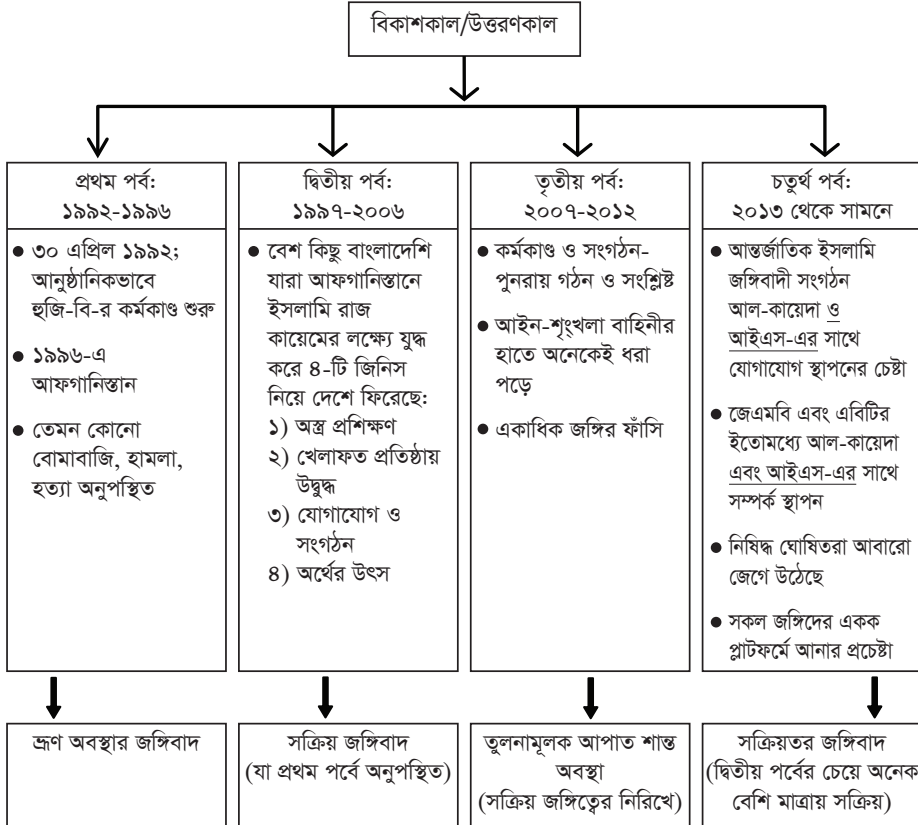 বিকাশকাল/উত্তরণকাল
প্রথম পর্ব:
১৯৯২-১৯৯৬
● ৩০ এপ্রিল ১৯৯২;
আনুষ্ঠানিকভাবে
হুজি-বি-র কর্মকাণ্ড শুরু
● ১৯৯৬-এ
আফগানিস্তান
● তেমন কোনো
বোমাবাজি, হামলা,
হত্যা অনুপস্থিত
ভ্রূণ অবস্থার জঙ্গিবাদ
দ্বিতীয় পর্ব:
১৯৯৭-২০০৬
● বেশ কিছু বাংলাদেশি
যারা আফগানিস্তানে
ইসলামি রাজ
কায়েমের লক্ষ্যে যুদ্ধ
করে ৪-টি জিনিস
নিয়ে দেশে ফিরেছে:
১) অস্ত্র প্রশিক্ষণ
২) খেলাফত প্রতিষ্ঠায়
উদ্বুদ্ধ
৩) যোগাযোগ ও
সংগঠন
৪) অর্থের উৎস
সক্রিয় জঙ্গিবাদ
(যা প্রথম পর্বে অনুপস্থিত)
তৃতীয় পর্ব:
২০০৭-২০১২
● কর্মকাণ্ড ও সংগঠন-
পুনরায় গঠন ও সংশ্লিষ্ট
● আইন-শৃংখলা বাহিনীর
হাতে অনেকেই ধরা
পড়ে
● একাধিক জঙ্গির ফাঁসি
তুলনামূলক আপাত শান্ত
অবস্থা
(সক্রিয় জঙ্গিত্বের নিরিখে)
চতুর্থ পর্ব:
২০১৩ থেকে সামনে
● আন্তর্জাতিক ইসলামি
জঙ্গিবাদী সংগঠন
আল-কায়েদা ও
আইএস-এর সাথে
যোগাযোগ স্থাপনের চেষ্টা
● জেএমবি এবং এবিটির
ইতোমধ্যে আল-কায়েদা
এবং আইএস-এর সাথে
সম্পর্ক স্থাপন
● নিষিদ্ধ ঘোষিতরা আবারো
জেগে উঠেছে
● সকল জঙ্গিদের একক
প্লাটফর্মে আনার প্রচেষ্টা
সক্রিয়তর জঙ্গিবাদ
(দ্বিতীয় পর্বের চেয়ে অনেক
বেশি মাত্রায় সক্রিয়)